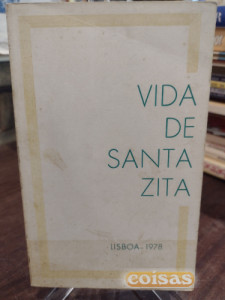 VIDA
DE
SANTA
ZITA
LISBOA - 1978
coisas